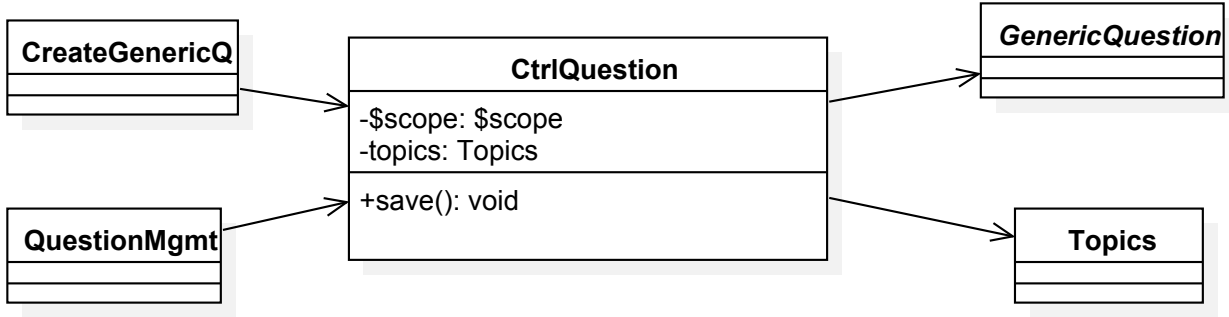 CreateGenericQ
CtrlQuestion
-$scope: $scope
-topics: Topics
+save(): void
GenericQuestion
QuestionMgmt
Topics